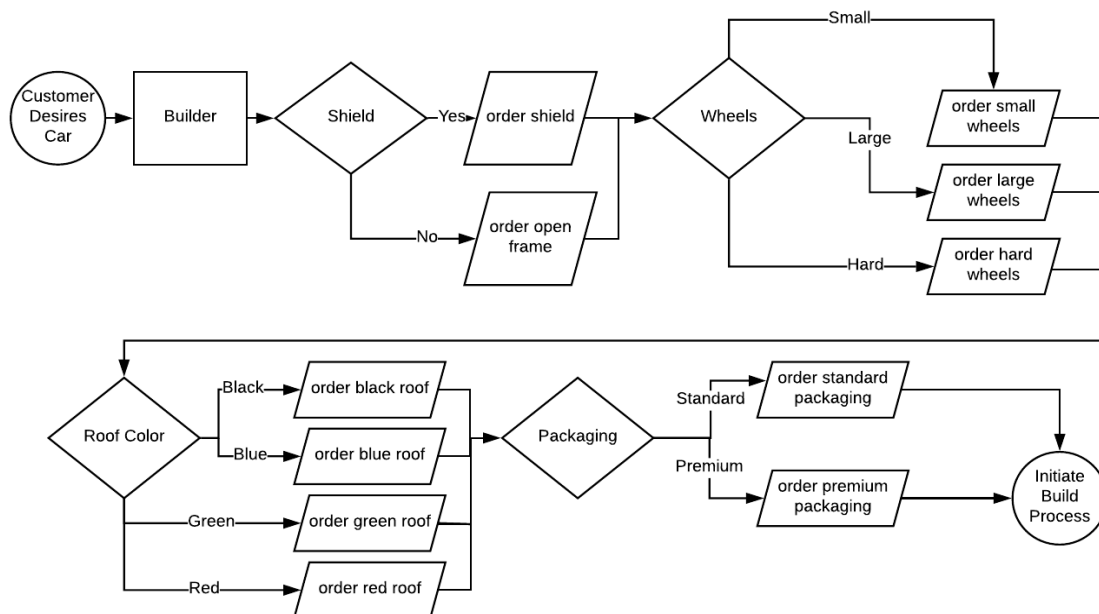 Small
Customer
Desires
Car
Builder
Shield
Yes
order shield
Wheels
order small
wheels
Large
order large
wheels
No
order open
frame
Hard
order hard
wheels
Roof Color
Black
order black roof
Blue
order blue roof
Green
order green roof
Red
order red roof
Packaging
Standard
order standard
packaging
Premium
order premium
packaging
Initiate
Build
Process